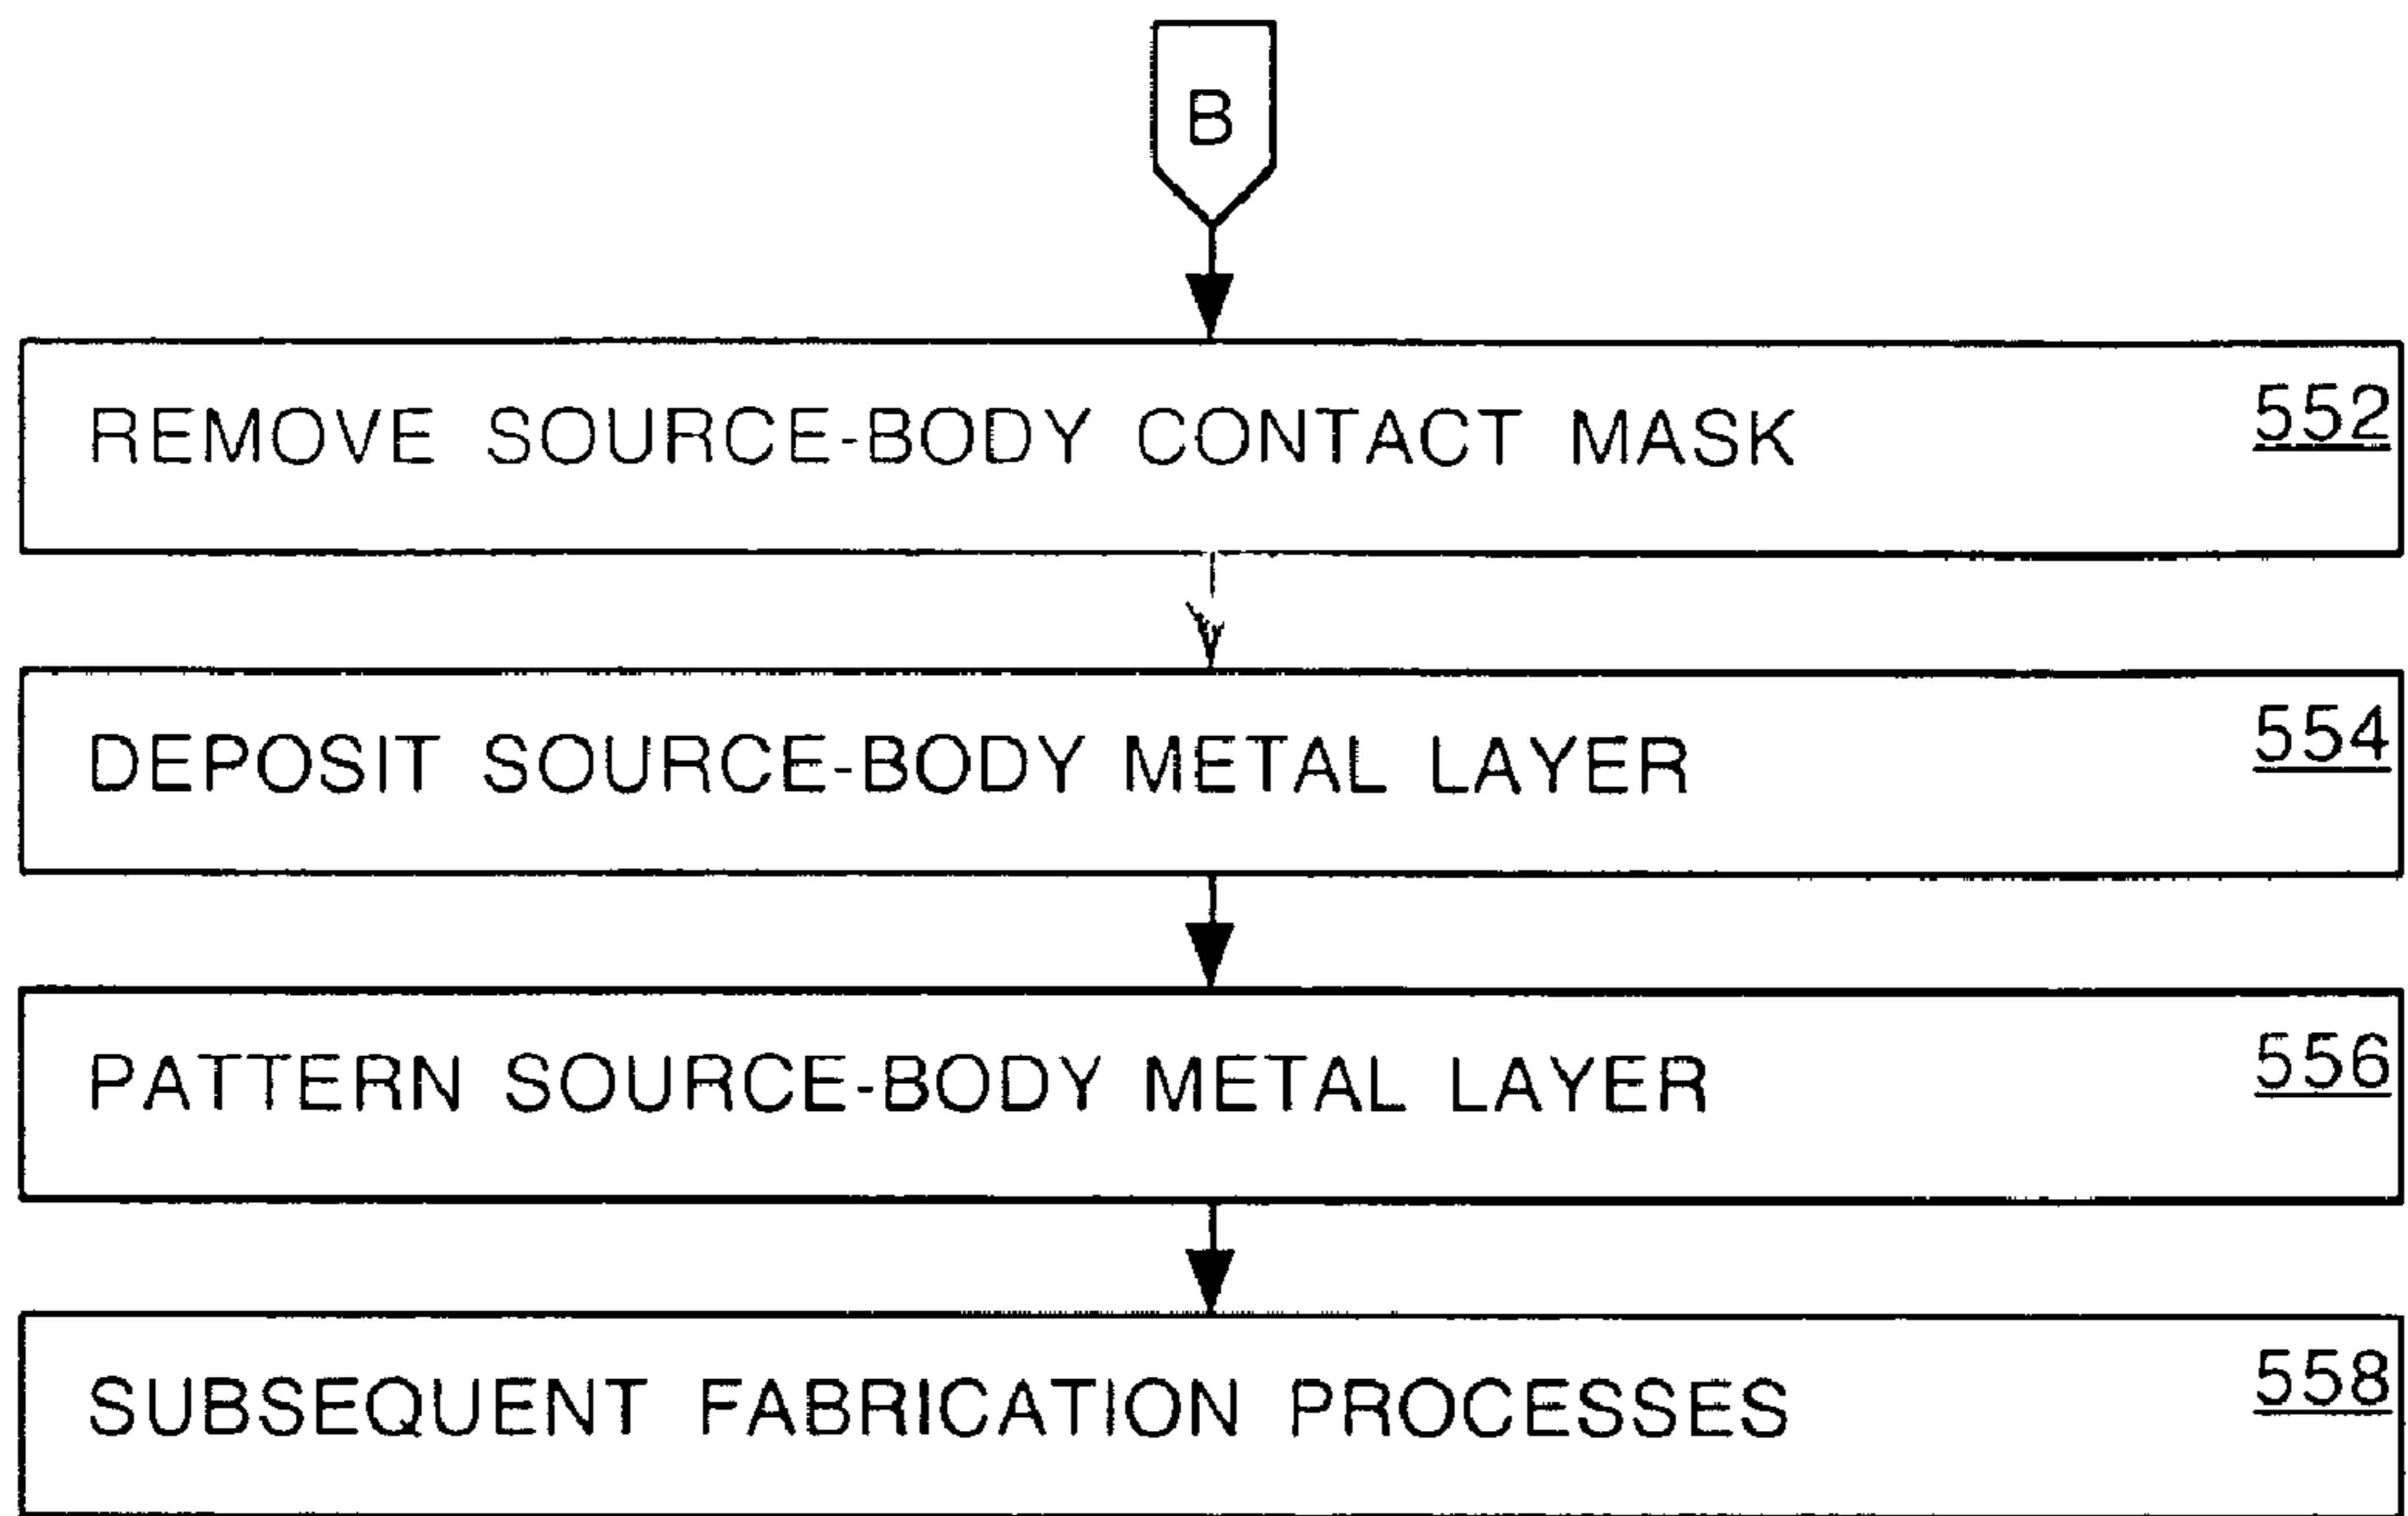 B
REMOVE SOURCE-BODY CONTACT MASK 552
DEPOSIT SOURCE-BODY METAL LAYER 554
PATTERN SOURCE-BODY METAL LAYER 556
SUBSEQUENT FABRICATION PROCESSES 558